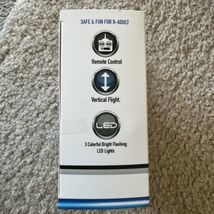 SAFE & FUN FOR 8-ADULT
Remote Control
Vertical Flight.
LED
3 Colorful Bright Flashing
LED Lights